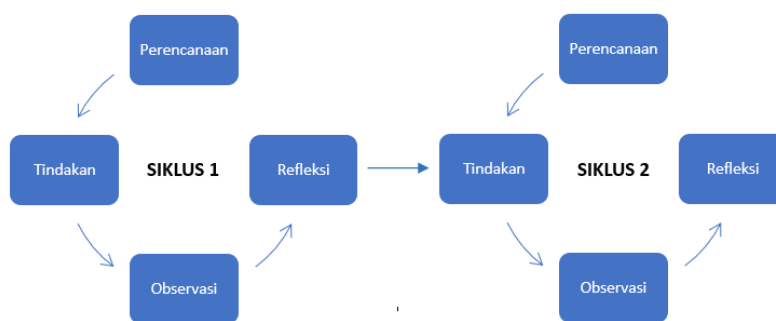 Perencanaan
Tindakan
SIKLUS 1
Refleksi
Observasi
Perencanaan
Tindakan
SIKLUS 2
Refleksi
Observasi